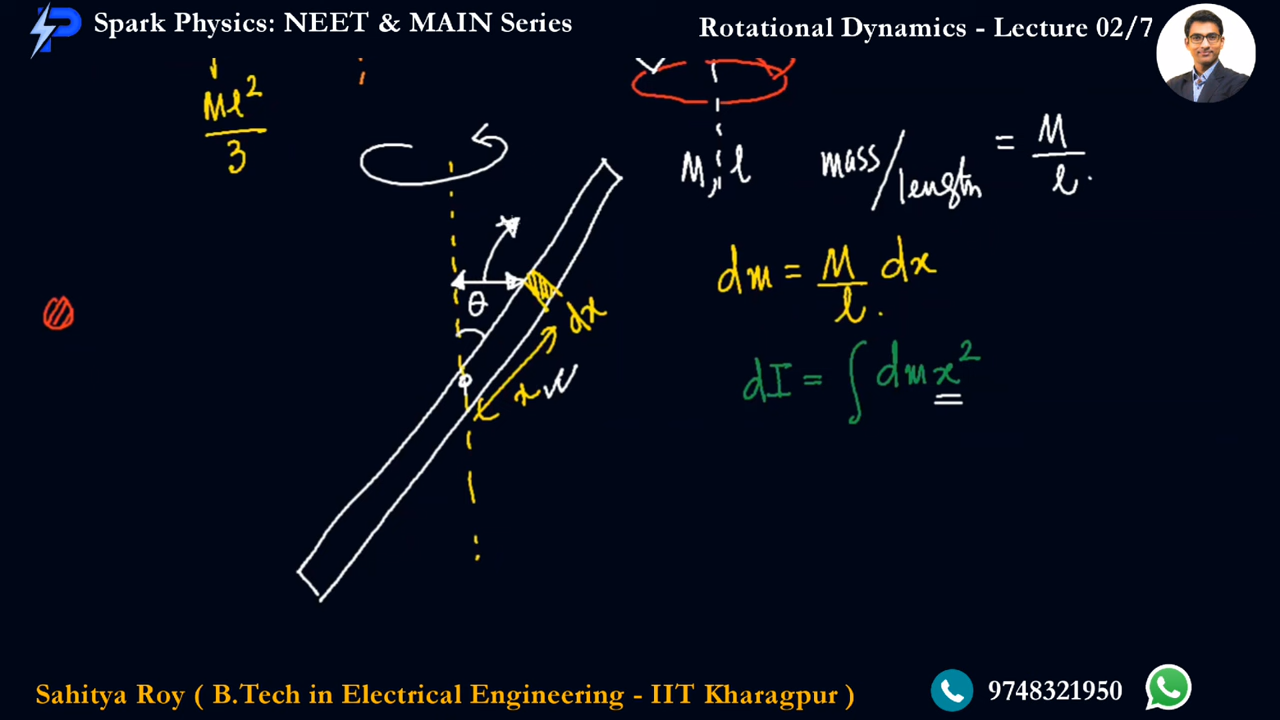 Spark Physics: NEET & MAIN Series
Rotational Dynamics - Lecture 02/7
Ml²/3
M, l
mass/length = M/l.
θ
dx
x
dm = M/l. dx
dI = ∫ dm x²
Sahitya Roy ( B.Tech in Electrical Engineering - IIT Kharagpur )
9748321950